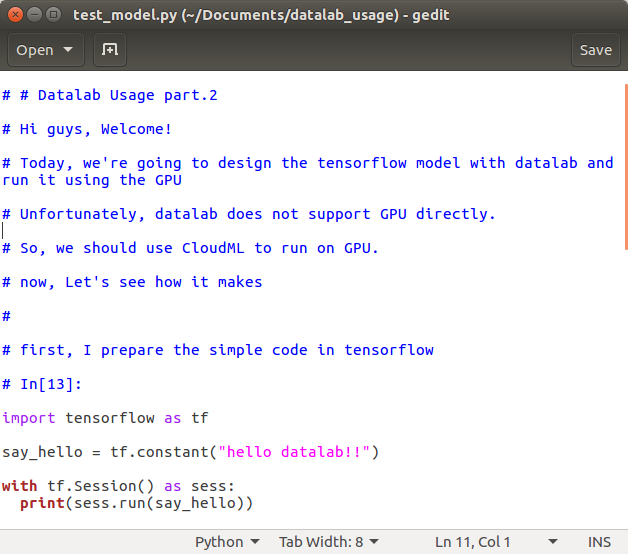 test_model.py (~/Documents/datalab_usage) - gedit
Open
Save
# # Datalab Usage part.2
# Hi guys, Welcome!
# Today, we're going to design the tensorflow model with datalab and
run it using the GPU
# Unfortunately, datalab does not support GPU directly.
# So, we should use CloudML to run on GPU.
# now, Let's see how it makes
#
# first, I prepare the simple code in tensorflow
# In[13]:
import tensorflow as tf
say_hello = tf.constant("hello datalab!!")
with tf.Session() as sess:
  print(sess.run(say_hello))
Python Tab Width: 8 Ln 11, Col 1 INS